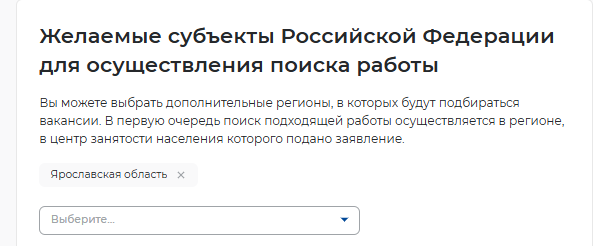 Желаемые субъекты Российской Федерации
для осуществления поиска работы
Вы можете выбрать дополнительные регионы, в которых будут подбираться
вакансии. В первую очередь поиск подходящей работы осуществляется в регионе,
в центр занятости населения которого подано заявление.
Ярославская область ×
Выберите...